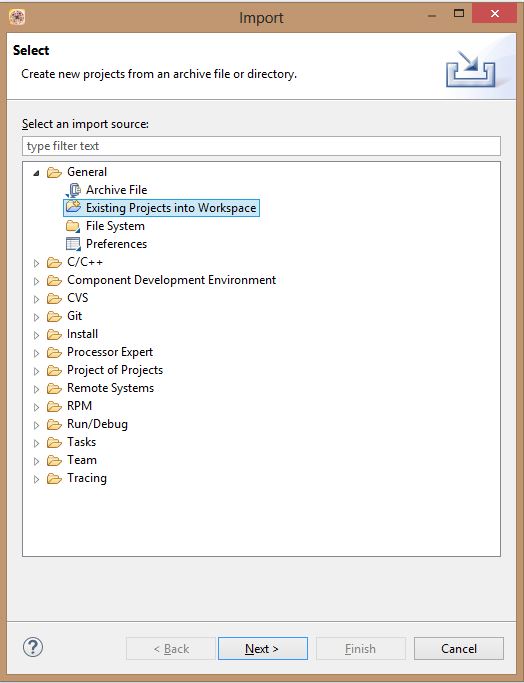 Import
Select
Create new projects from an archive file or directory.
Select an import source:
type filter text
General
Archive File
Existing Projects into Workspace
File System
Preferences
C/C++
Component Development Environment
CVS
Git
Install
Processor Expert
Project of Projects
Remote Systems
RPM
Run/Debug
Tasks
Team
Tracing
? < Back Next > Finish Cancel